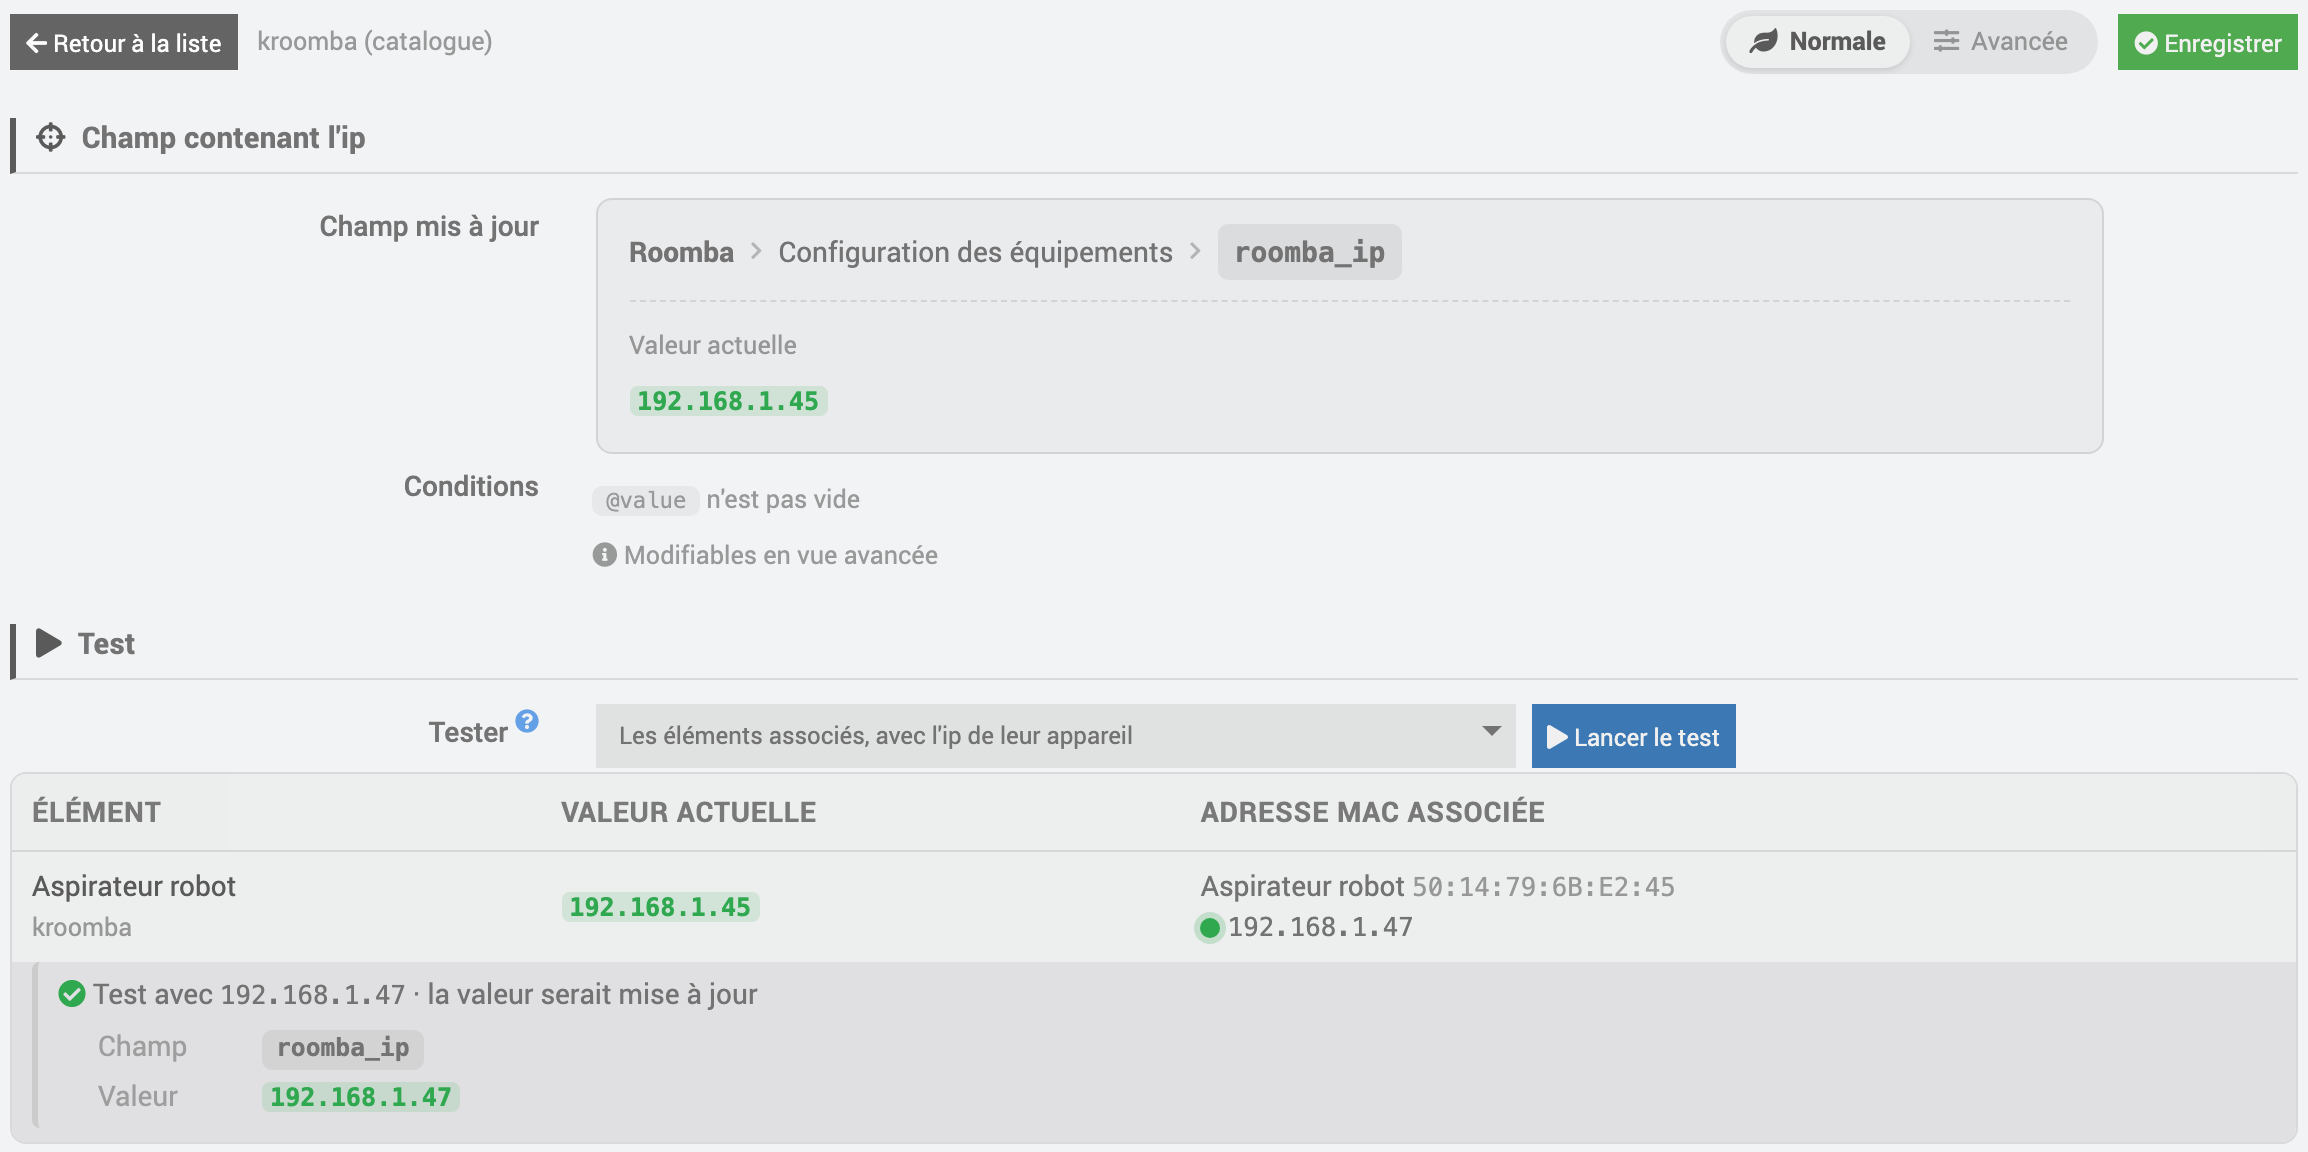 Retour à la liste kroomba (catalogue) Normale Avancée Enregistrer
Champ contenant l'ip
Champ mis à jour
Roomba > Configuration des équipements > roomba_ip
Valeur actuelle
192.168.1.45
Conditions
@value n'est pas vide
Modifiables en vue avancée
Test
Tester Les éléments associés, avec l'ip de leur appareil Lancer le test
ÉLÉMENT VALEUR ACTUELLE ADRESSE MAC ASSOCIÉE
Aspirateur robot 192.168.1.45 Aspirateur robot 50:14:79:6B:E2:45
kroomba 192.168.1.47
Test avec 192.168.1.47 · la valeur serait mise à jour
Champ roomba_ip
Valeur 192.168.1.47